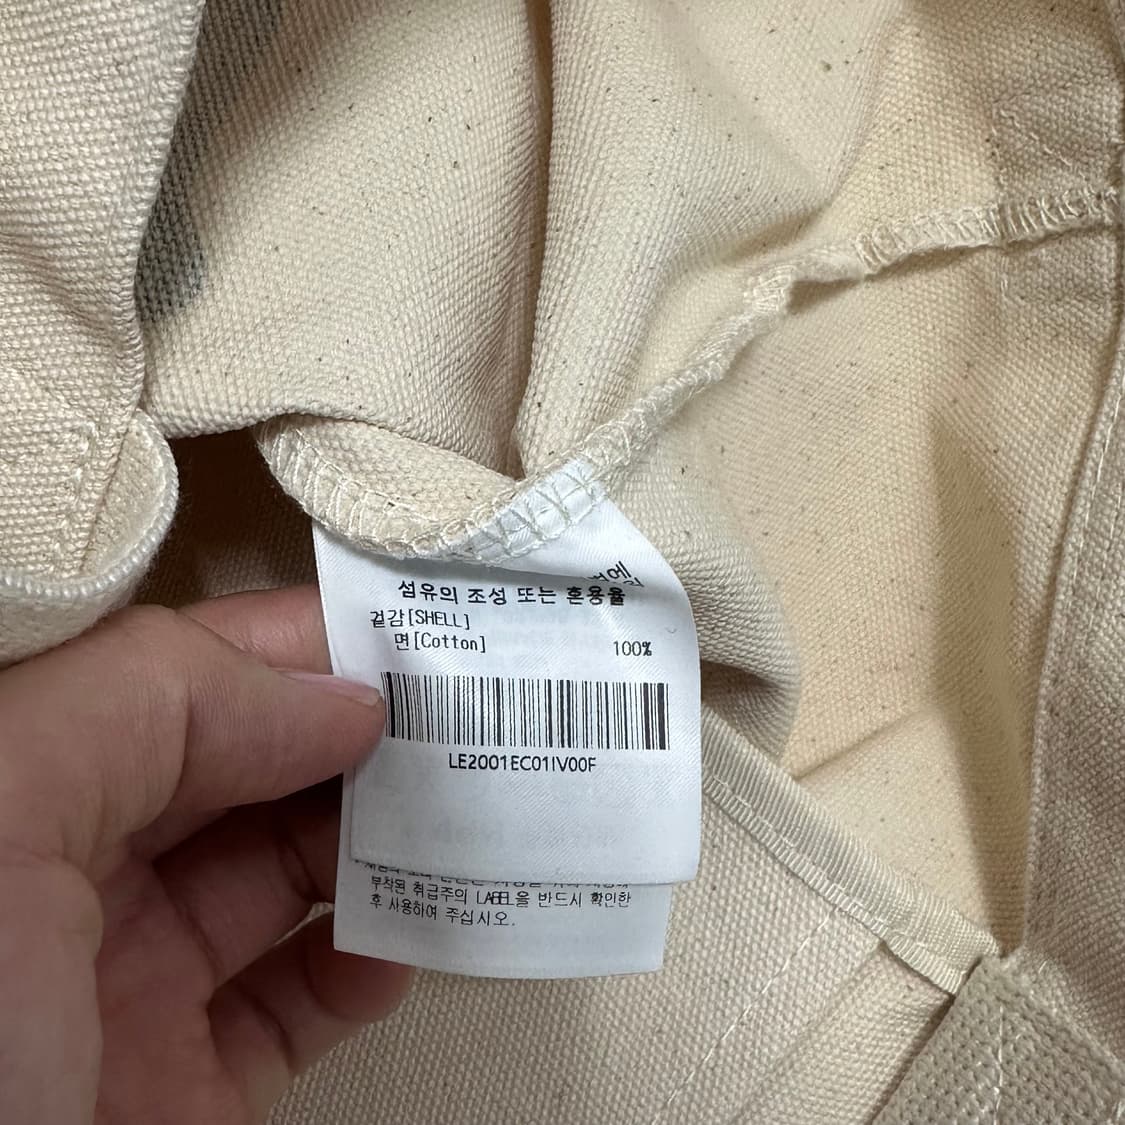 섬유의 조성 또는 혼용율
겉감[SHELL]
면[Cotton] 100%
LE2001EC01IV00F
부착된 취급주의 LABEL을 반드시 확인한
후 사용하여 주십시오.